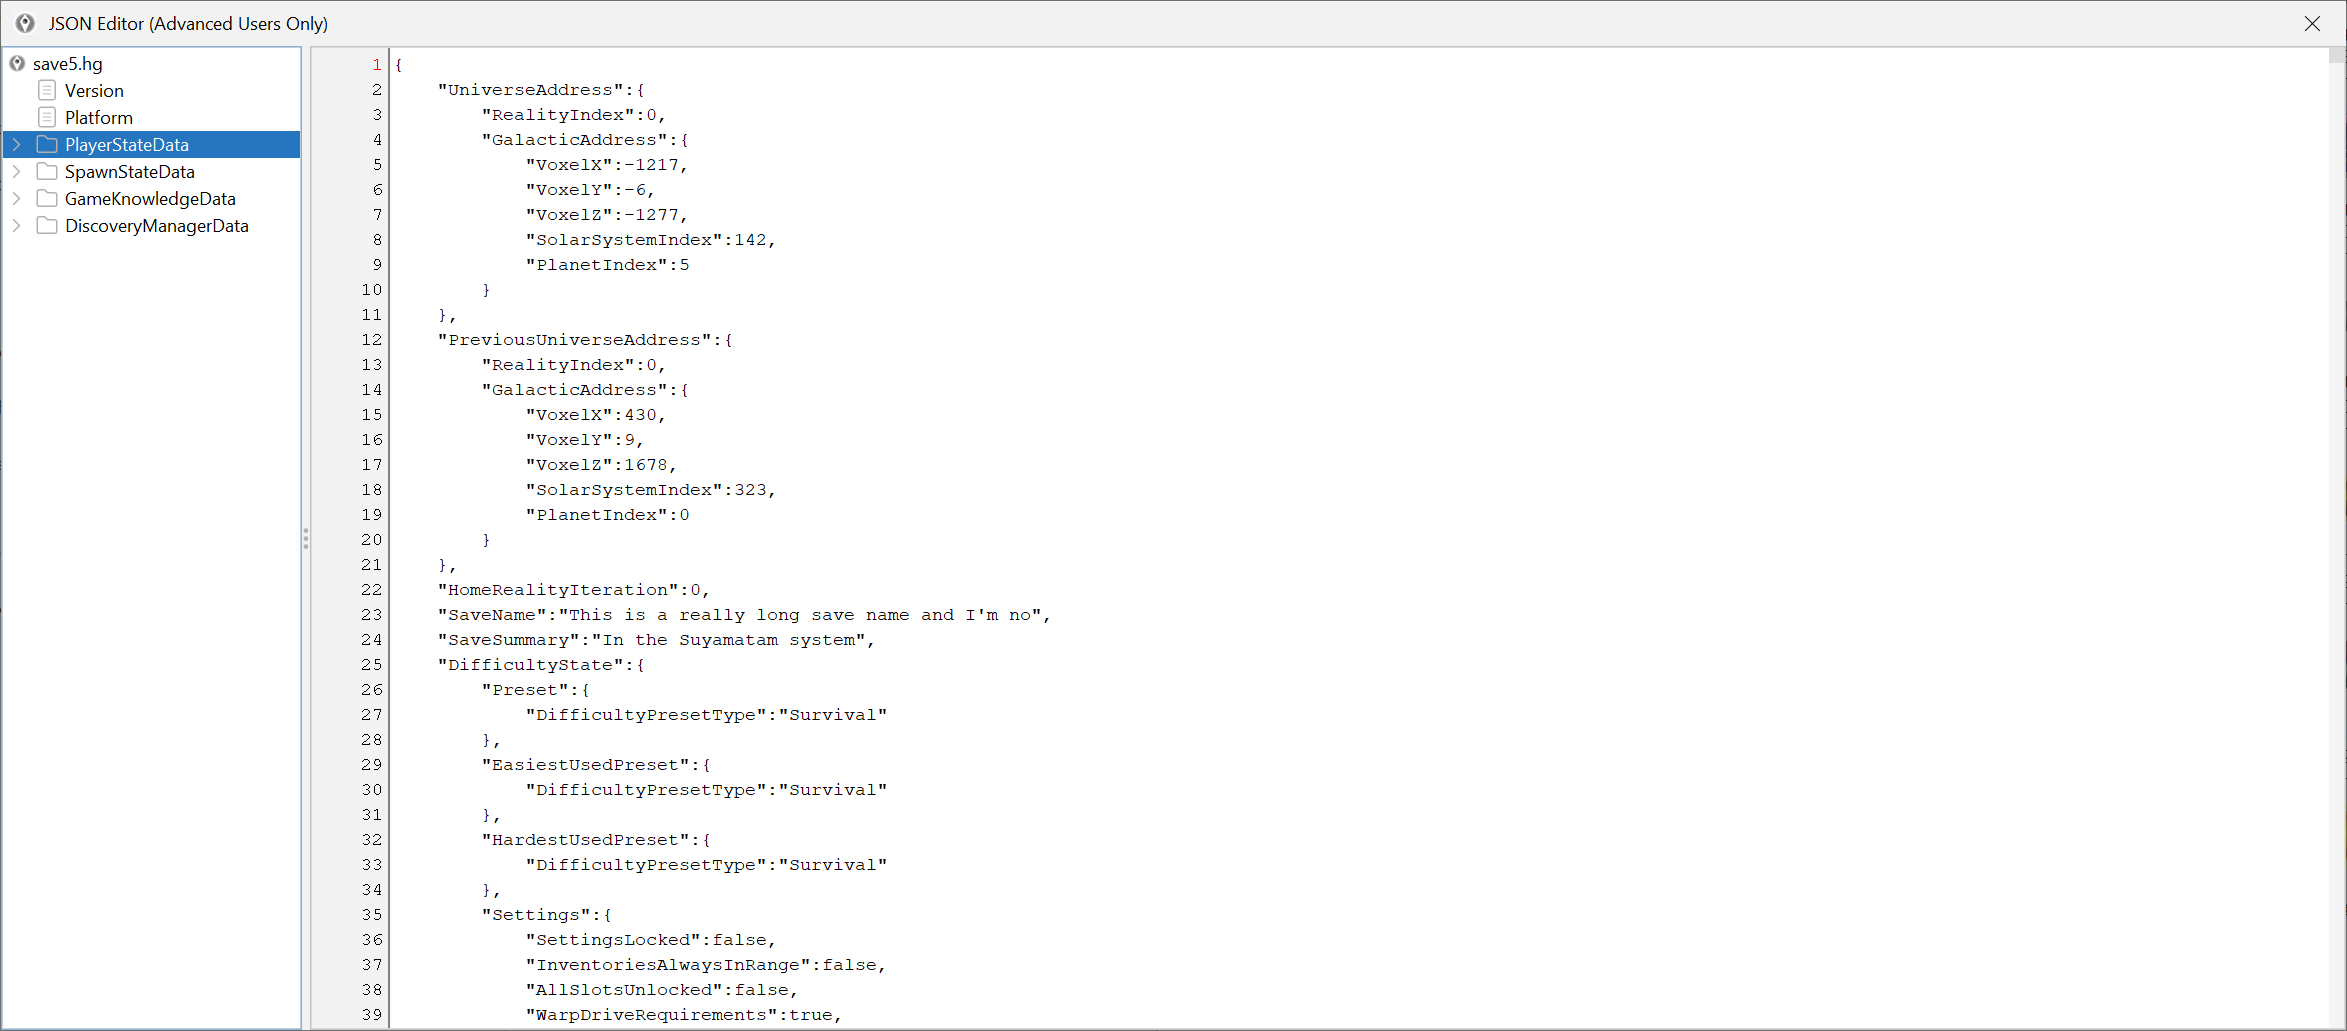 JSON Editor (Advanced Users Only)
save5.hg
Version
Platform
PlayerStateData
SpawnStateData
GameKnowledgeData
DiscoveryManagerData
1 {
2 "UniverseAddress":{
3 "RealityIndex":0,
4 "GalacticAddress":{
5 "VoxelX":-1217,
6 "VoxelY":-6,
7 "VoxelZ":-1277,
8 "SolarSystemIndex":142,
9 "PlanetIndex":5
10 }
11 },
12 "PreviousUniverseAddress":{
13 "RealityIndex":0,
14 "GalacticAddress":{
15 "VoxelX":430,
16 "VoxelY":9,
17 "VoxelZ":1678,
18 "SolarSystemIndex":323,
19 "PlanetIndex":0
20 }
21 },
22 "HomeRealityIteration":0,
23 "SaveName":"This is a really long save name and I'm no",
24 "SaveSummary":"In the Suyamatam system",
25 "DifficultyState":{
26 "Preset":{
27 "DifficultyPresetType":"Survival"
28 },
29 "EasiestUsedPreset":{
30 "DifficultyPresetType":"Survival"
31 },
32 "HardestUsedPreset":{
33 "DifficultyPresetType":"Survival"
34 },
35 "Settings":{
36 "SettingsLocked":false,
37 "InventoriesAlwaysInRange":false,
38 "AllSlotsUnlocked":false,
39 "WarpDriveRequirements":true,